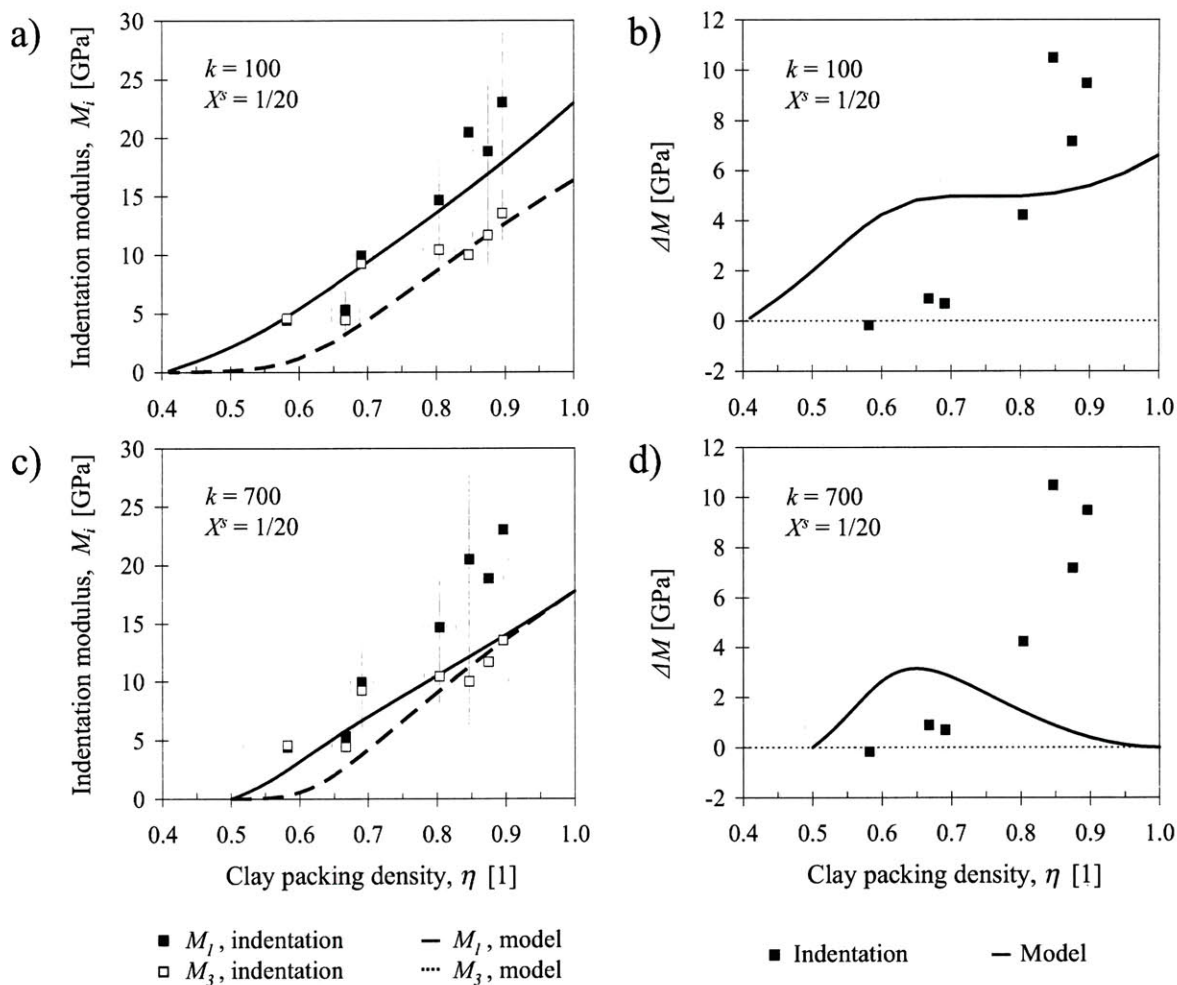 a)
Indentation modulus, M_i [GPa]
30
25
20
15
10
5
0
k = 100
X^s = 1/20
0.4 0.5 0.6 0.7 0.8 0.9 1.0
b)
ΔM [GPa]
12
10
8
6
4
2
0
-2
k = 100
X^s = 1/20
0.4 0.5 0.6 0.7 0.8 0.9 1.0
c)
Indentation modulus, M_i [GPa]
30
25
20
15
10
5
0
k = 700
X^s = 1/20
0.4 0.5 0.6 0.7 0.8 0.9 1.0
Clay packing density, η [1]
d)
ΔM [GPa]
12
10
8
6
4
2
0
-2
k = 700
X^s = 1/20
0.4 0.5 0.6 0.7 0.8 0.9 1.0
Clay packing density, η [1]
M_1, indentation
M_1, model
M_3, indentation
M_3, model
Indentation
Model